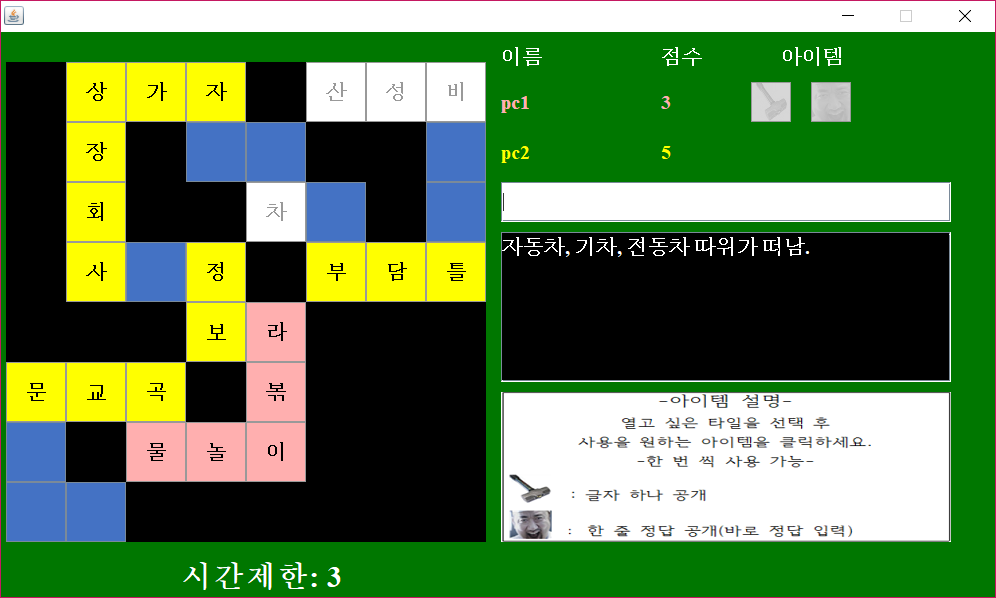 이름 점수 아이템
상 가 자 산 성 비
pc1 3
장
pc2 5
회 차
사 정 부 담 틀
자동차, 기차, 전동차 따위가 떠남.
보 라
문 교 곡 볶
물 놀 이
-아이템 설명-
열고 싶은 타일을 선택 후
사용을 원하는 아이템을 클릭하세요.
-한 번 씩 사용 가능-
: 글자 하나 공개
: 한 줄 정답 공개(바로 정답 입력)
시간제한: 3